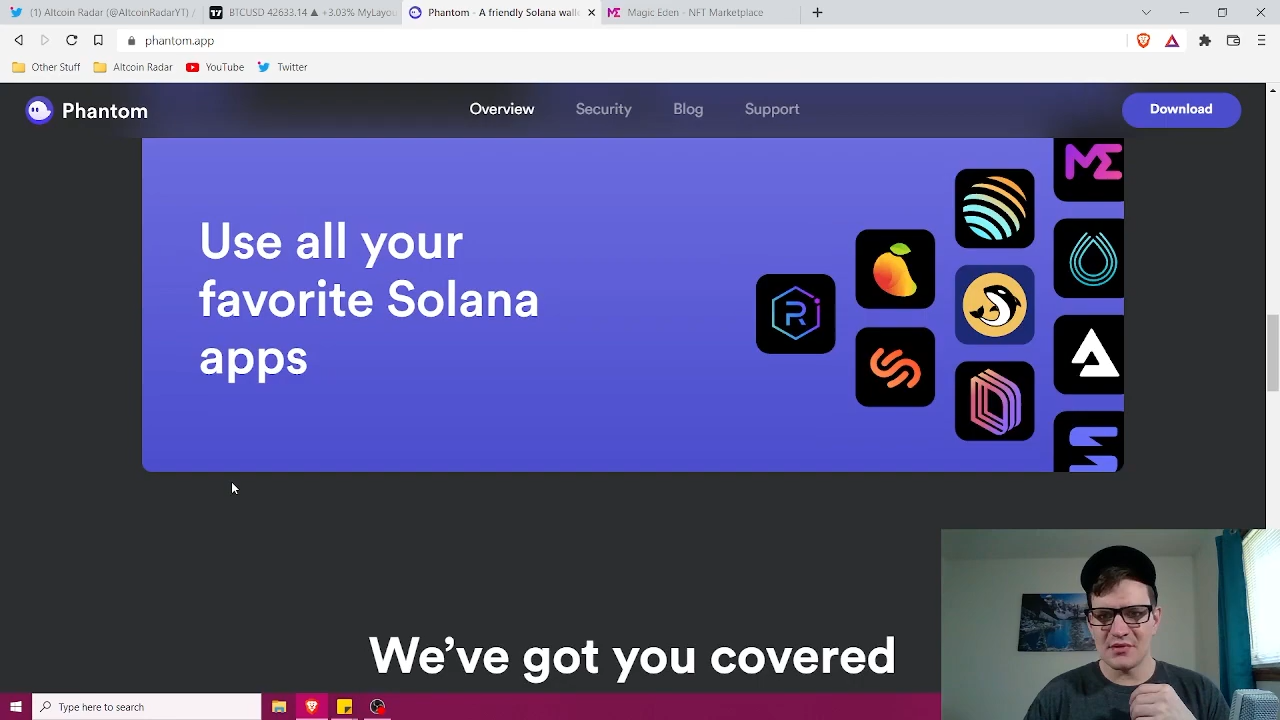 (1) Altcoin Radar (@AltcoinRadarYT) /
BTCUSD 42633.14 ▲ +3.03% MyLayou
Phantom - A friendly Solana walle
Magic Eden - NFT Marketplace
phantom.app
Other Stuff
Altcoin Radar
YouTube
Twitter
Phantom
Overview
Security
Blog
Support
Download
Use all your
favorite Solana
apps
We've got you covered
Type here to search